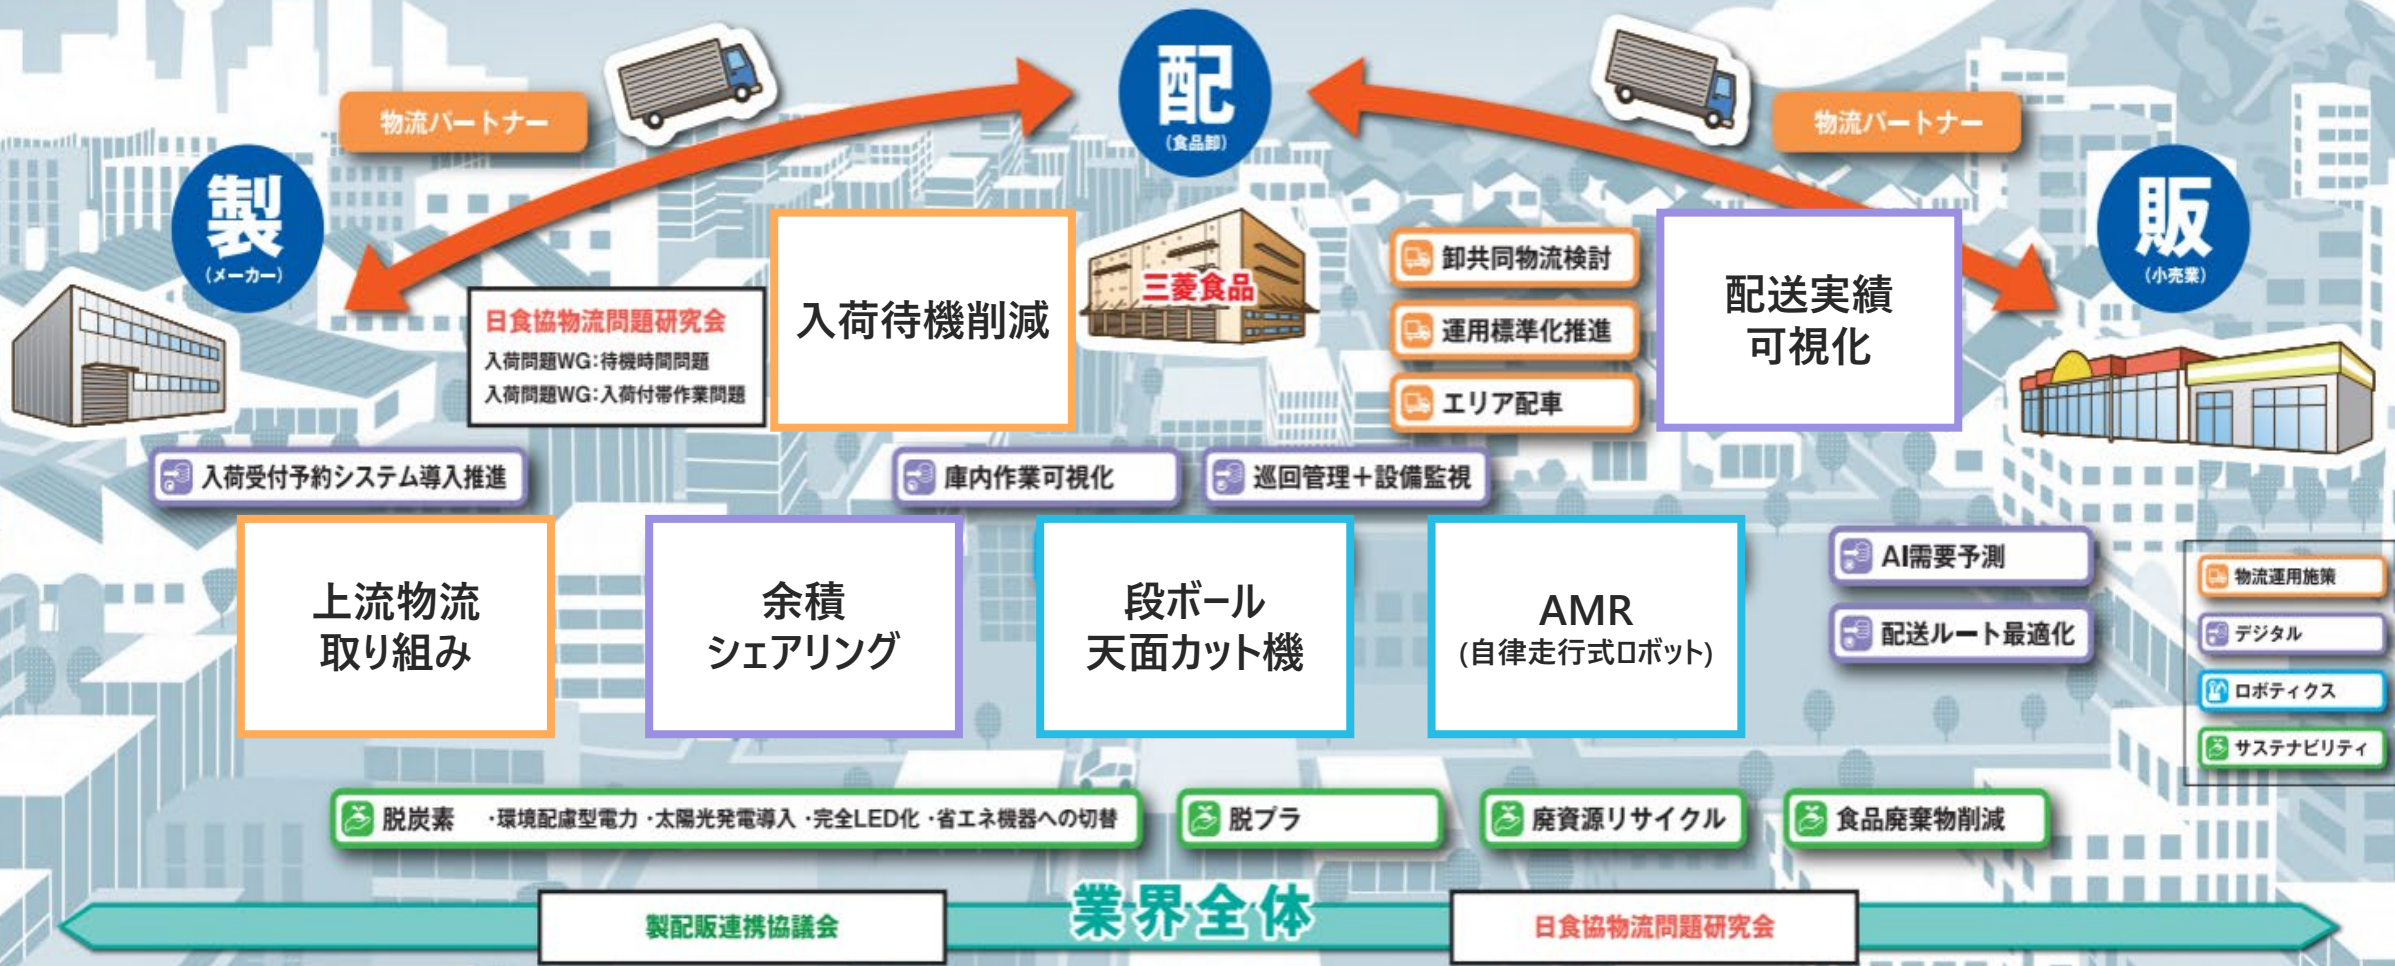 配
(食品卸)
物流パートナー
物流パートナー
製
(メーカー)
販
(小売業)
日食協物流問題研究会
入荷問題WG:待機時間問題
入荷問題WG:入荷付帯作業問題
入荷待機削減
三菱食品
卸共同物流検討
運用標準化推進
エリア配車
配送実績
可視化
入荷受付予約システム導入推進
庫内作業可視化
巡回管理+設備監視
上流物流
取り組み
余積
シェアリング
段ボール
天面カット機
AMR
(自律走行式ロボット)
AI需要予測
配送ルート最適化
物流運用施策
デジタル
ロボティクス
サステナビリティ
脱炭素 ・環境配慮型電力・太陽光発電導入・完全LED化・省エネ機器への切替
脱プラ
廃資源リサイクル
食品廃棄物削減
製配販連携協議会
業界全体
日食協物流問題研究会